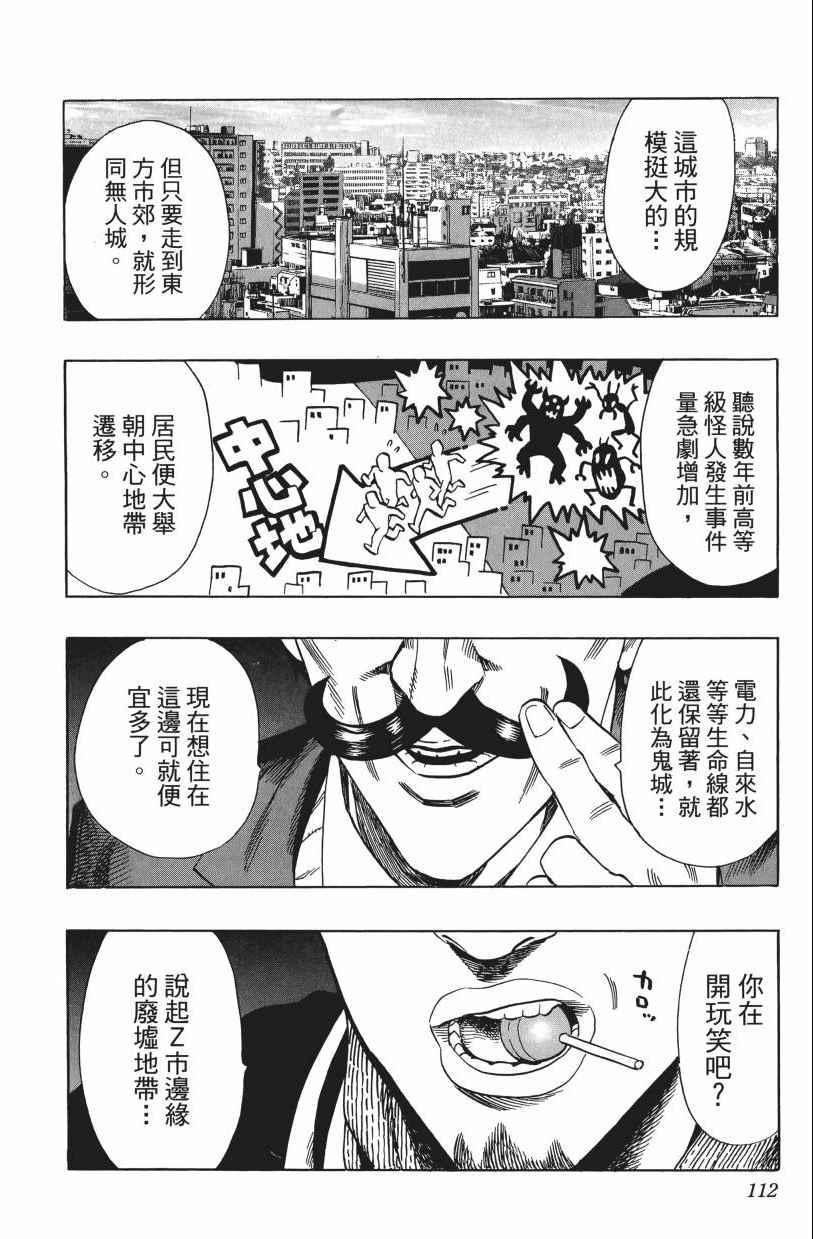 這城市的規
模挺大的…
但只要走到東
方市郊，就形
同無人城。
聽說數年前高等
級怪人發生事件
量急劇增加，
中心地
居民便大舉
朝中心地帶
遷移。
電力、自來水
等等生命線都
還保留著，就
此化為鬼城…
現在想住在
這邊可就便
宜多了。
你在
開玩笑吧？
カロッ
說起Ｚ市邊緣
的廢墟地帶…
112